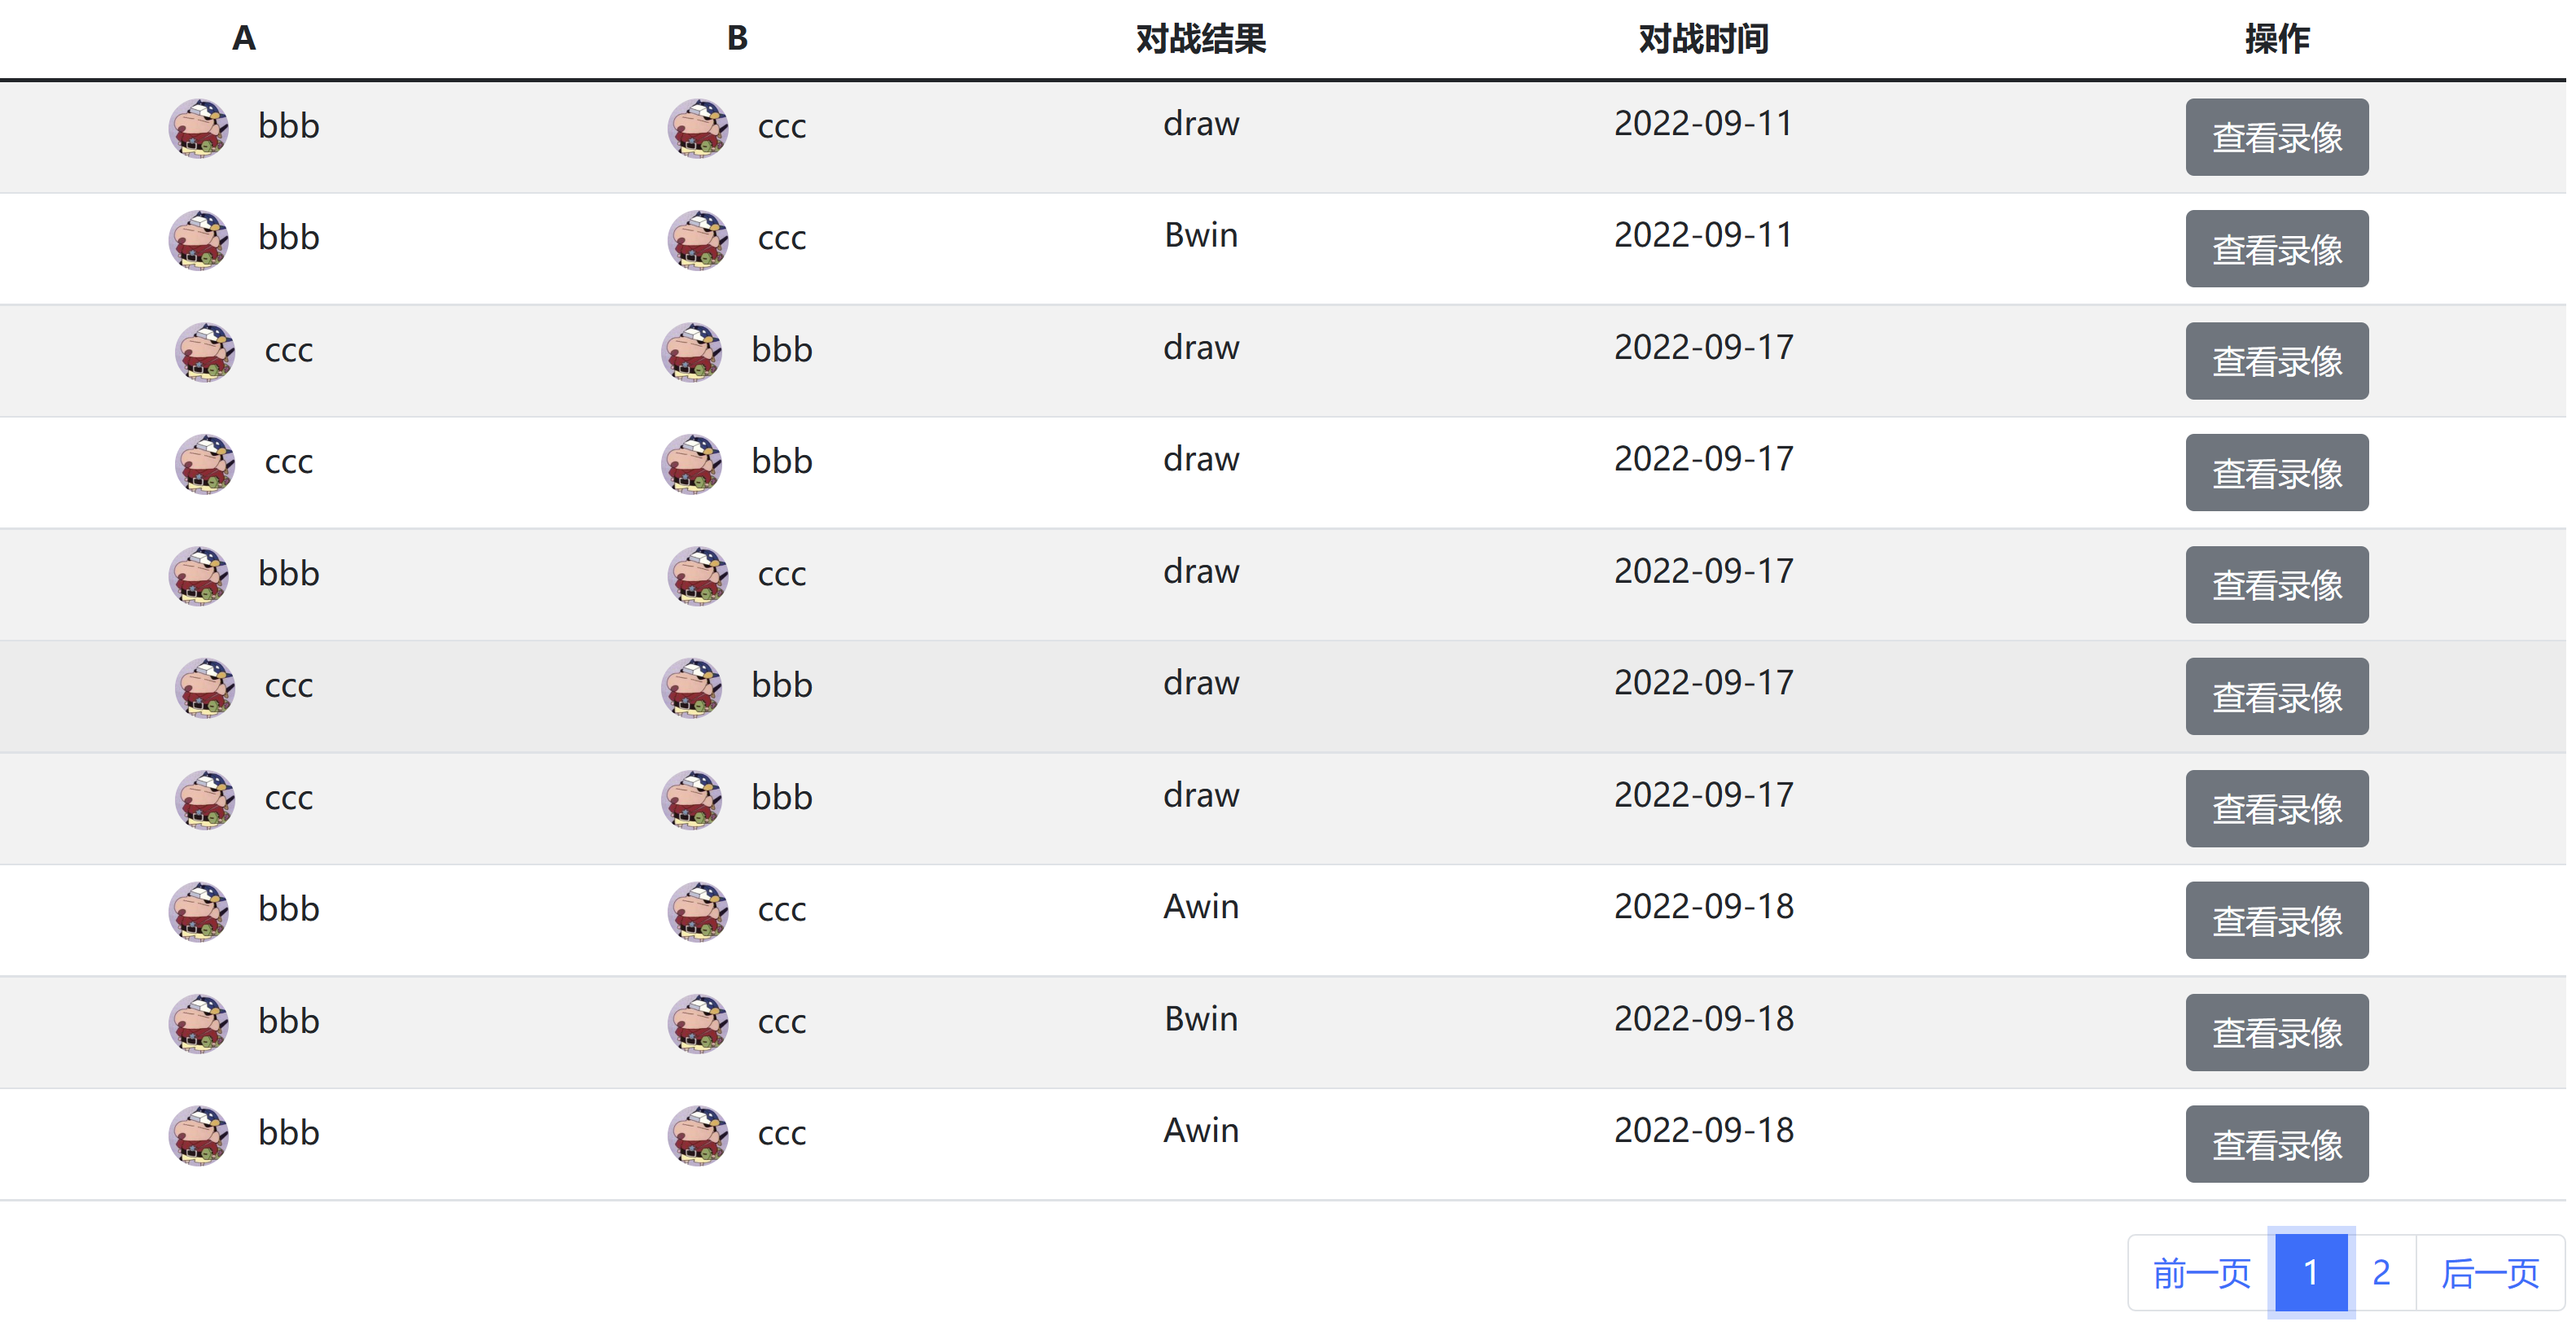 A B 对战结果 对战时间 操作
bbb ccc draw 2022-09-11 查看录像
bbb ccc Bwin 2022-09-11 查看录像
ccc bbb draw 2022-09-17 查看录像
ccc bbb draw 2022-09-17 查看录像
bbb ccc draw 2022-09-17 查看录像
ccc bbb draw 2022-09-17 查看录像
ccc bbb draw 2022-09-17 查看录像
bbb ccc Awin 2022-09-18 查看录像
bbb ccc Bwin 2022-09-18 查看录像
bbb ccc Awin 2022-09-18 查看录像
前一页 1 2 后一页